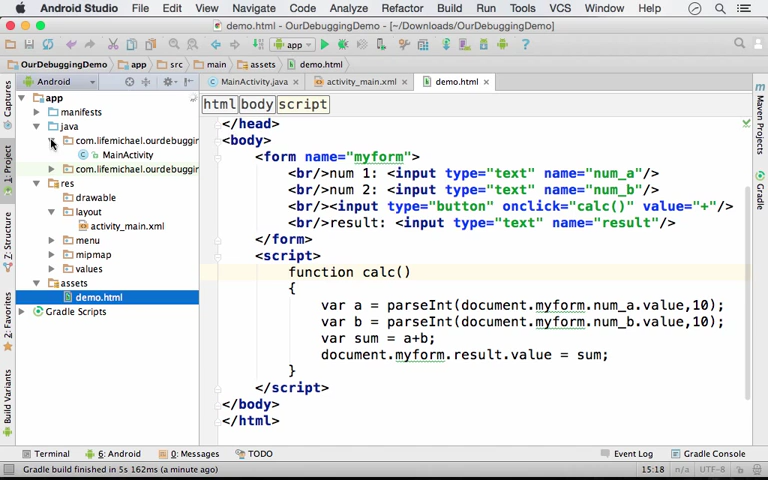 Android Studio File Edit View Navigate Code Analyze Refactor Build Run Tools VCS Window Help
demo.html - OurDebuggingDemo - [~/Downloads/OurDebuggingDemo]
app
OurDebuggingDemo app src main assets demo.html
Android
MainActivity.java activity_main.xml demo.html
html body script
app
manifests
java
com.lifemichael.ourdebuggin
MainActivity
com.lifemichael.ourdebuggin
res
drawable
layout
activity_main.xml
menu
mipmap
values
assets
demo.html
Gradle Scripts
</head>
<body>
<form name="myform">
<br/>num 1: <input type="text" name="num_a"/>
<br/>num 2: <input type="text" name="num_b"/>
<br/><input type="button" onclick="calc()" value="+"/>
<br/>result: <input type="text" name="result"/>
</form>
<script>
function calc()
{
var a = parseInt(document.myform.num_a.value,10);
var b = parseInt(document.myform.num_b.value,10);
var sum = a+b;
document.myform.result.value = sum;
}
</script>
</body>
</html>
Captures
1: Project
7: Structure
2: Favorites
Build Variants
Maven Projects
Gradle
Terminal 6: Android 0: Messages TODO Event Log Gradle Console
Gradle build finished in 5s 162ms (a minute ago) 15:18 n/a UTF-8